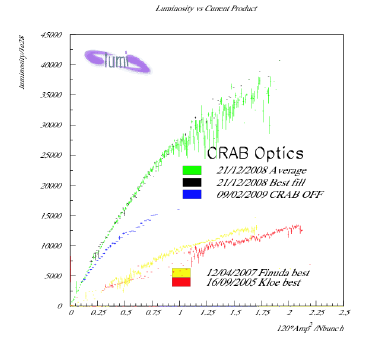 Luminosity vs Current Product
luminosity/1e28
45000
40000
35000
30000
25000
20000
15000
10000
5000
0
lumi
CRAB Optics
21/12/2008 Average
21/12/2008 Best fill
09/02/2009 CRAB OFF
12/04/2007 Finuda best
16/09/2005 Kloe best
0 0.25 0.5 0.75 1 1.25 1.5 1.75 2 2.25 2.5
120*Amp² /Nbunch